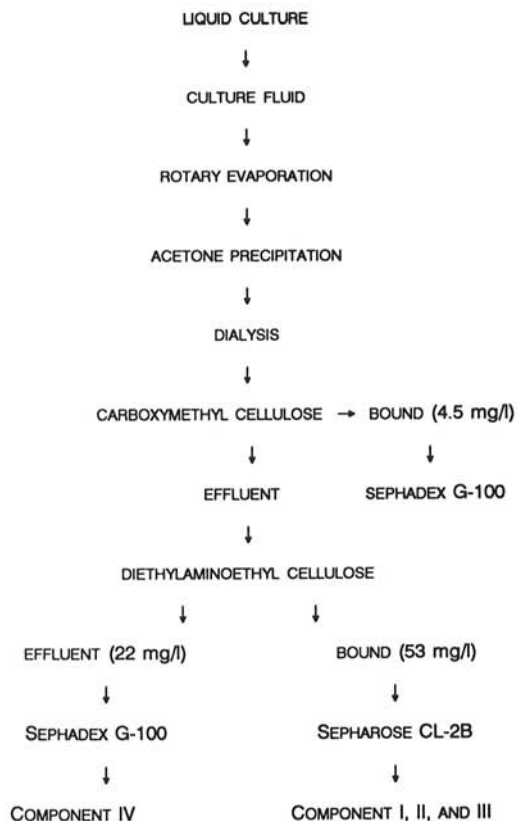 LIQUID CULTURE
↓
CULTURE FLUID
↓
ROTARY EVAPORATION
↓
ACETONE PRECIPITATION
↓
DIALYSIS
↓
CARBOXYMETHYL CELLULOSE → BOUND (4.5 mg/l)
↓ ↓
EFFLUENT SEPHADEX G-100
↓
DIETHYLAMINOETHYL CELLULOSE
↓ ↓
EFFLUENT (22 mg/l) BOUND (53 mg/l)
↓ ↓
SEPHADEX G-100 SEPHAROSE CL-2B
↓ ↓
COMPONENT IV COMPONENT I, II, AND III